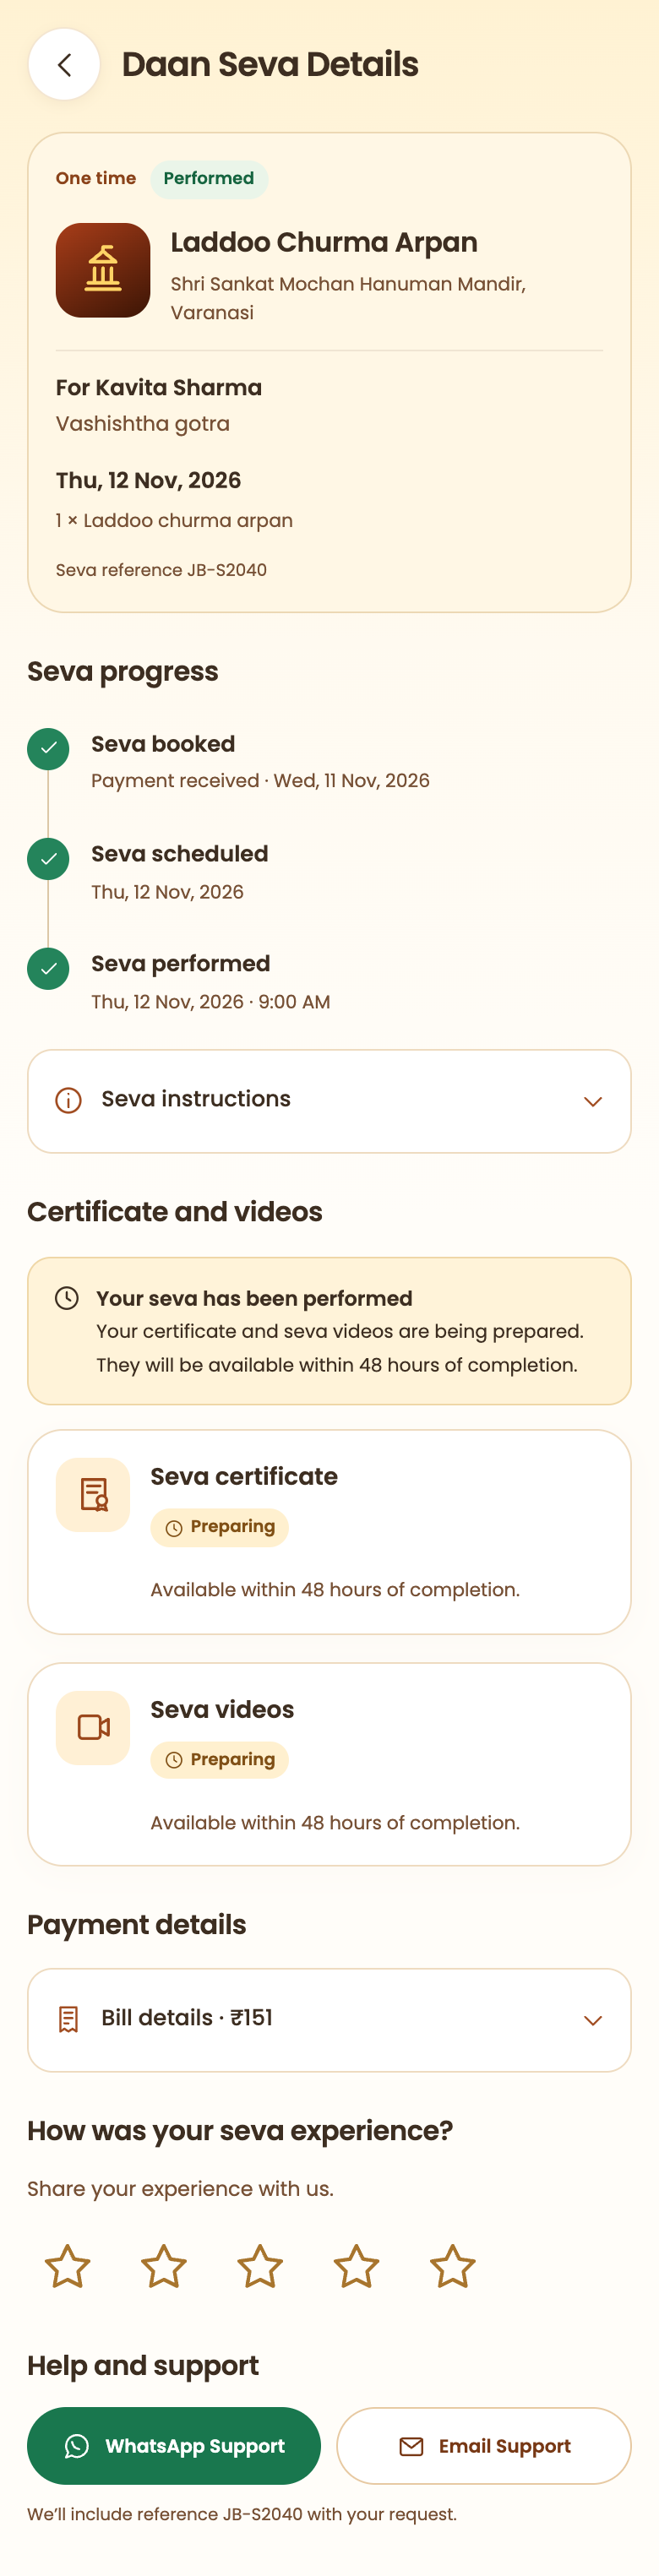 Daan Seva Details
One time
Performed
Laddoo Churma Arpan
Shri Sankat Mochan Hanuman Mandir,
Varanasi
For Kavita Sharma
Vashishtha gotra
Thu, 12 Nov, 2026
1 × Laddoo churma arpan
Seva reference JB-S2040
Seva progress
Seva booked
Payment received · Wed, 11 Nov, 2026
Seva scheduled
Thu, 12 Nov, 2026
Seva performed
Thu, 12 Nov, 2026 · 9:00 AM
Seva instructions
Certificate and videos
Your seva has been performed
Your certificate and seva videos are being prepared.
They will be available within 48 hours of completion.
Seva certificate
Preparing
Available within 48 hours of completion.
Seva videos
Preparing
Available within 48 hours of completion.
Payment details
Bill details · ₹151
How was your seva experience?
Share your experience with us.
Help and support
WhatsApp Support
Email Support
We’ll include reference JB-S2040 with your request.